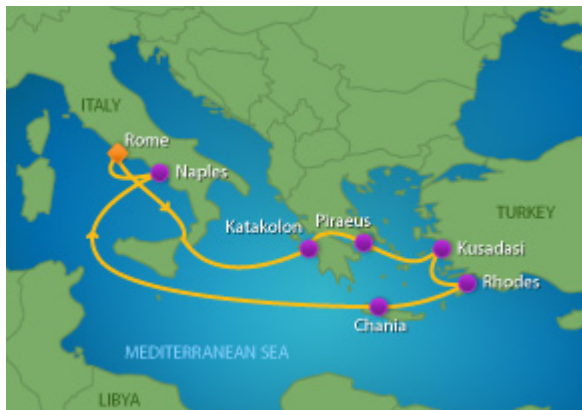 ITALY
Rome
Naples
Katakolon
Piraeus
TURKEY
Kusadasi
Rhodes
Chania
MEDITERRANEAN SEA
LIBYA